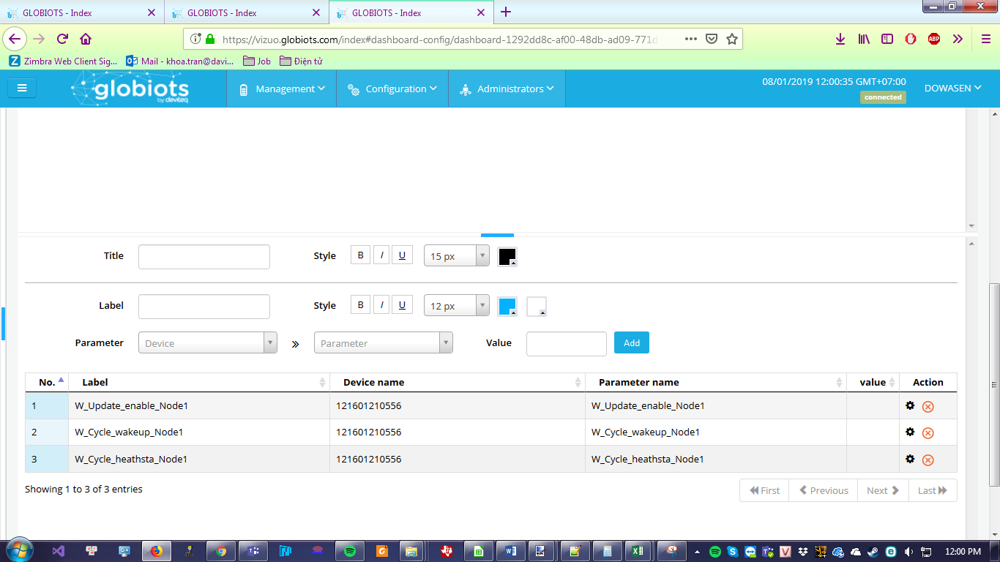 GLOBIOTS - Index
GLOBIOTS - Index
GLOBIOTS - Index
https://vizuo.globiots.com/index#dashboard-config/dashboard-1292dd8c-af00-48db-ad09-771d
ABP
Zimbra Web Client Sig... Mail - khoa.tran@davi... Job Điện tử
globiots
by daviteq
Management Configuration Administrators
08/01/2019 12:00:35 GMT+07:00
connected
DOWASEN
Title Style B I U 15 px
Label Style B I U 12 px
Parameter Device » Parameter Value Add
No. Label Device name Parameter name value Action
1 W_Update_enable_Node1 121601210556 W_Update_enable_Node1
2 W_Cycle_wakeup_Node1 121601210556 W_Cycle_wakeup_Node1
3 W_Cycle_heathsta_Node1 121601210556 W_Cycle_heathsta_Node1
Showing 1 to 3 of 3 entries
First Previous Next Last
12:00 PM